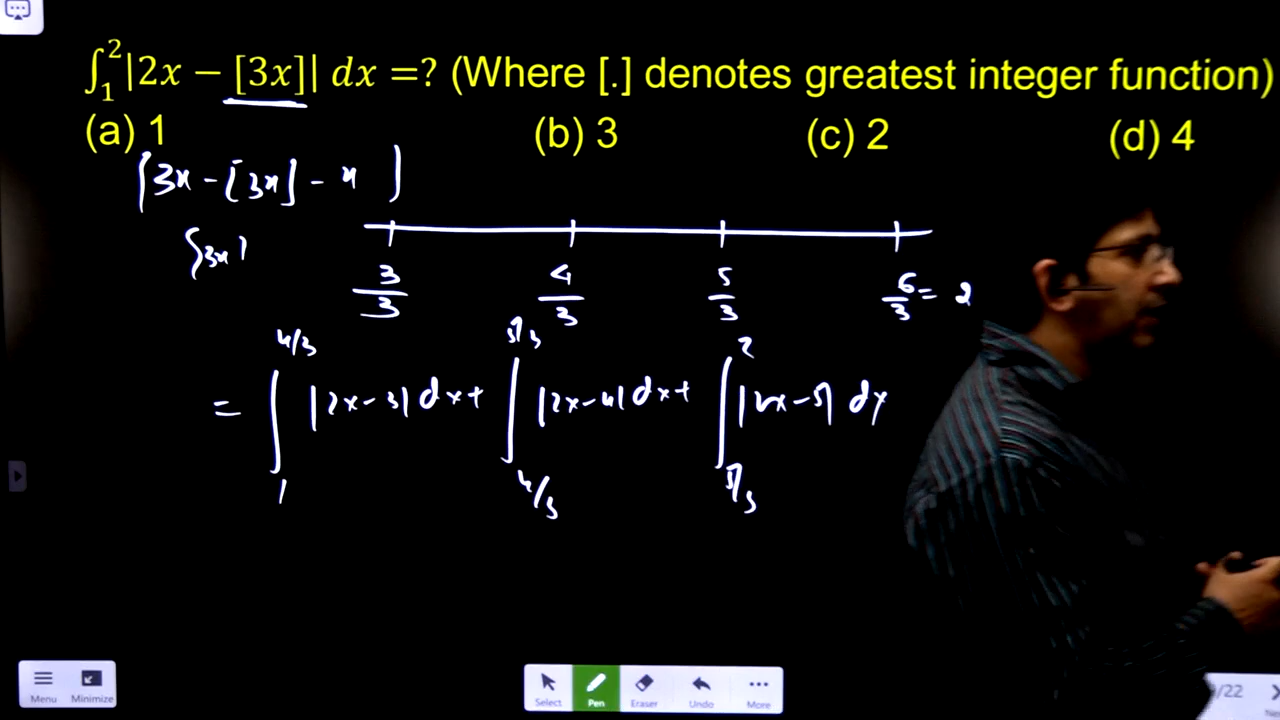 ∫₁² |2x − [3x]| dx =? (Where [.] denotes greatest integer function)
(a) 1 (b) 3 (c) 2 (d) 4
[3x - [3x] - x]
{3x}
3/3 4/3 5/3 6/3 = 2
= ∫₁^{4/3} |2x-3| dx + ∫_{4/3}^{5/3} |2x-4| dx + ∫_{5/3}^{2} |2x-5| dx
Menu Minimize Select Pen Eraser Undo More /22